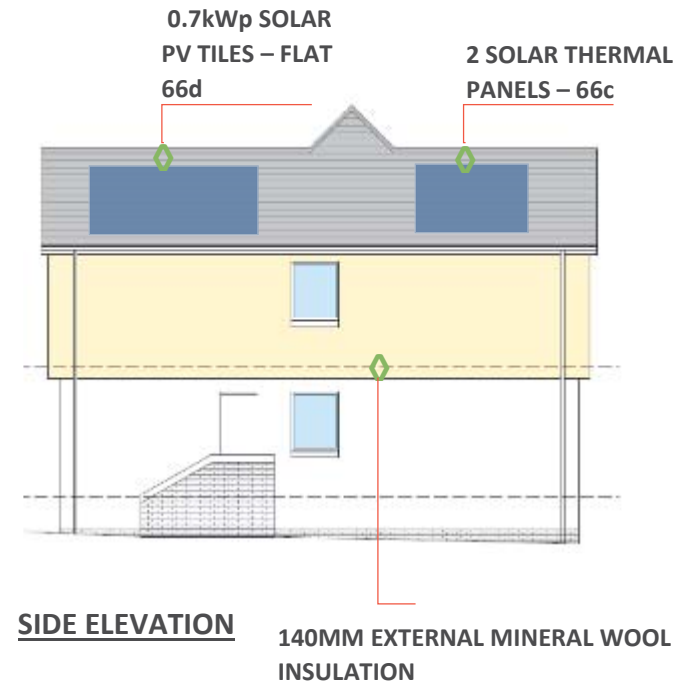 0.7kWp SOLAR
PV TILES – FLAT
66d
2 SOLAR THERMAL
PANELS – 66c
SIDE ELEVATION
140MM EXTERNAL MINERAL WOOL
INSULATION